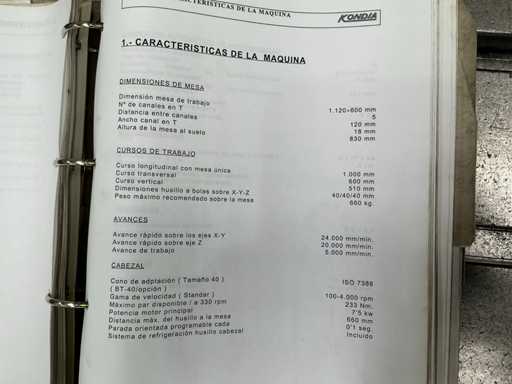 CARACTERISTICAS DE LA MAQUINA
KONDIA
1.- CARACTERISTICAS DE LA MAQUINA
DIMENSIONES DE MESA
Dimensión mesa de trabajo 1.120×600 mm
Nº de canales en T 5
Distancia entre canales 120 mm
Ancho canal en T 18 mm
Altura de la mesa al suelo 830 mm
CURSOS DE TRABAJO
Curso longitudinal con mesa única 1.000 mm
Curso transversal 600 mm
Curso vertical 510 mm
Dimensiones husillo a bolas sobre X-Y-Z 40/40/40 mm
Peso máximo recomendado sobre la mesa 660 kg.
AVANCES
Avance rápido sobre los ejes X-Y 24.000 mm/min.
Avance rápido sobre eje Z 20.000 mm/min.
Avance de trabajo 5.000 mm/min.
CABEZAL
Cono de adptación ( Tamaño 40 ) ISO 7388
( BT-40/opción )
Gama de velocidad ( Standar ) 100-4.000 rpm
Máximo par disponible / a 330 rpm 233 Nm.
Potencia motor principal 7'5 kw
Distancia máx. del husillo a la mesa 660 mm
Parada orientada programable cada 0'1 seg.
Sistema de refrigeración husillo cabezal Incluido